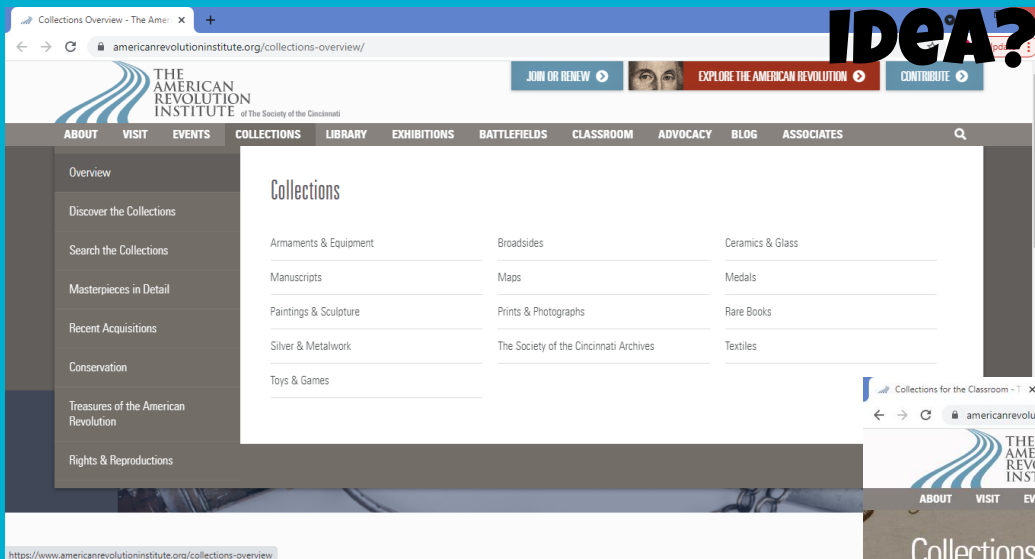 IDeA?
Collections Overview - The Amer
americanrevolutioninstitute.org/collections-overview/
JOIN OR RENEW
EXPLORE THE AMERICAN REVOLUTION
CONTRIBUTE
THE
AMERICAN
REVOLUTION
INSTITUTE of The Society of the Cincinnati
ABOUT VISIT EVENTS COLLECTIONS LIBRARY EXHIBITIONS BATTLEFIELDS CLASSROOM ADVOCACY BLOG ASSOCIATES
Overview
Discover the Collections
Search the Collections
Masterpieces in Detail
Recent Acquisitions
Conservation
Treasures of the American
Revolution
Rights & Reproductions
Collections
Armaments & Equipment Broadsides Ceramics & Glass
Manuscripts Maps Medals
Paintings & Sculpture Prints & Photographs Rare Books
Silver & Metalwork The Society of the Cincinnati Archives Textiles
Toys & Games
https://www.americanrevolutioninstitute.org/collections-overview
Collections for the Classroom - T
americanrevolu
THE
AME
REVO
INST
ABOUT VISIT EV
Collections